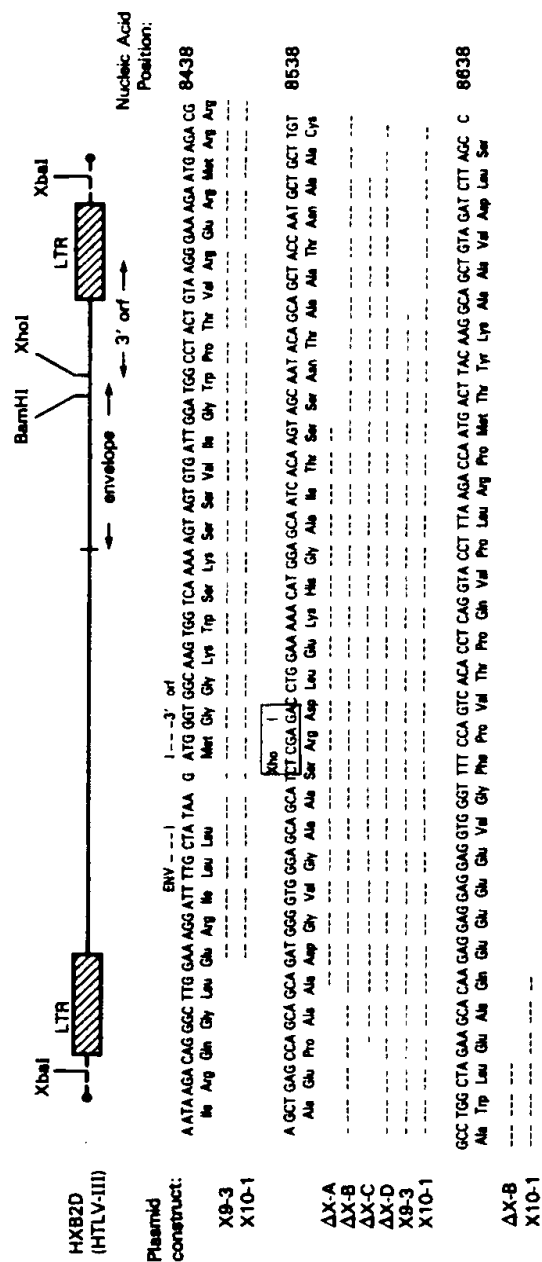 HXB2D
(HTLV-III)
XbaI
LTR
BamHI
XhoI
LTR
XbaI
← envelope →
← 3' orf →
Plasmid
construct:
Nucleic Acid
Position:
ENV ---I I---3' orf
A ATA AGA CAG GGC TTG GAA AGG ATT TTG CTA TAA G ATG GGT GGC AAG TGG TCA AAA AGT AGT GTG ATT GGA TGG CCT ACT GTA AGG GAA AGA ATG AGA CG 8438
Ile Arg Gln Gly Leu Glu Arg Ile Leu Leu Met Gly Gly Lys Trp Ser Lys Ser Ser Val Ile Gly Trp Pro Thr Val Arg Glu Arg Met Arg Arg
X9-3
X10-1
Xho I
A GCT GAG CCA GCA GCA GAT GGG GTG GGA GCA GCA TCT CGA GAC CTG GAA AAA CAT GGA GCA ATC ACA AGT AGC AAT ACA GCA GCT ACC AAT GCT GCT TGT 8538
Ala Glu Pro Ala Ala Asp Gly Val Gly Ala Ala Ser Arg Asp Leu Glu Lys His Gly Ala Ile Thr Ser Ser Asn Thr Ala Ala Thr Asn Ala Ala Cys
ΔX-A
ΔX-B
ΔX-C
ΔX-D
X9-3
X10-1
GCC TGG CTA GAA GCA CAA GAG GAG GAG GAG GTG GGT TTT CCA GTC ACA CCT CAG GTA CCT TTA AGA CCA ATG ACT TAC AAG GCA GCT GTA GAT CTT AGC C 8638
Ala Trp Leu Glu Ala Gln Glu Glu Glu Glu Val Gly Phe Pro Val Thr Pro Gln Val Pro Leu Arg Pro Met Thr Tyr Lys Ala Ala Val Asp Leu Ser
ΔX-B
X10-1